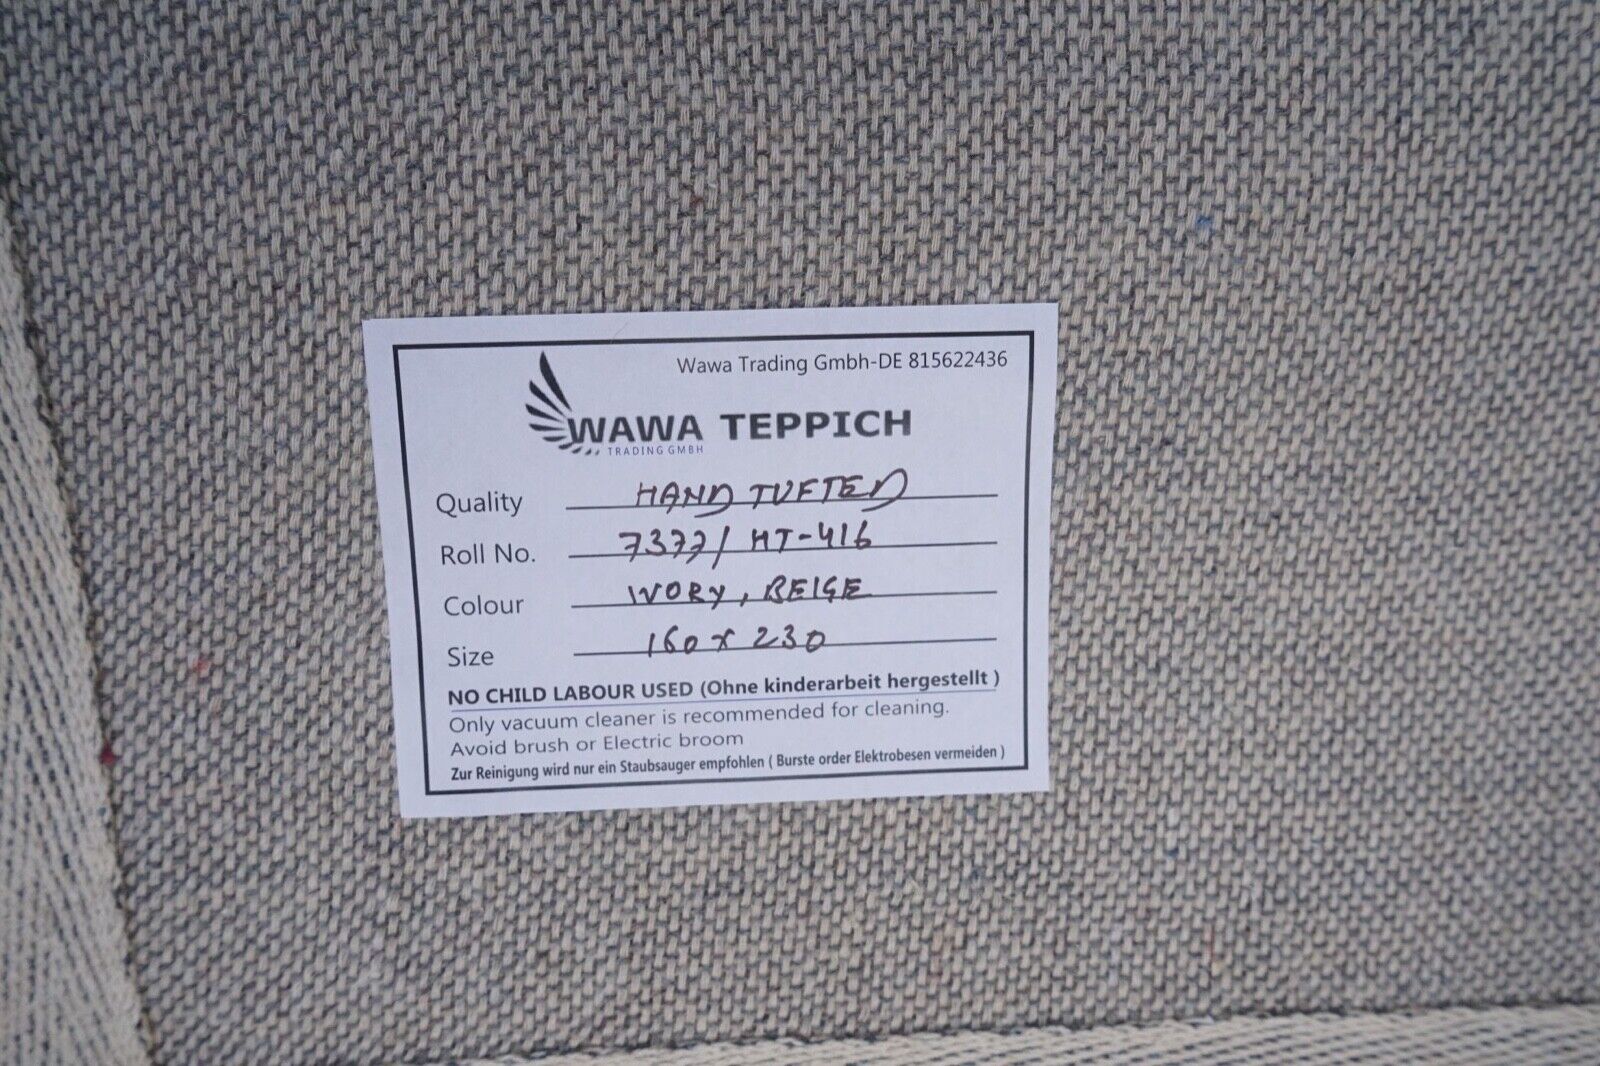 Wawa Trading Gmbh-DE 815622436
WAWA TEPPICH
TRADING GMBH
Quality HAND TUFTED
Roll No. 7377/ HT-416
Colour IVORY, BEIGE
Size 160 x 230
NO CHILD LABOUR USED (Ohne kinderarbeit hergestellt )
Only vacuum cleaner is recommended for cleaning.
Avoid brush or Electric broom
Zur Reinigung wird nur ein Staubsauger empfohlen ( Burste order Elektrobesen vermeiden )